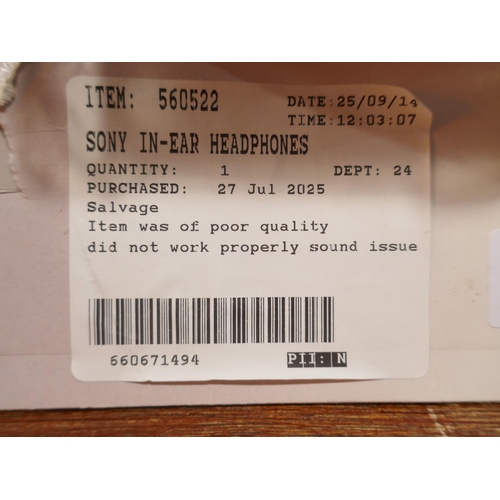 ITEM: 560522
DATE:25/09/14
TIME:12:03:07
SONY IN-EAR HEADPHONES
QUANTITY: 1 DEPT: 24
PURCHASED: 27 Jul 2025
Salvage
Item was of poor quality
did not work properly sound issue
660671494 PII: N